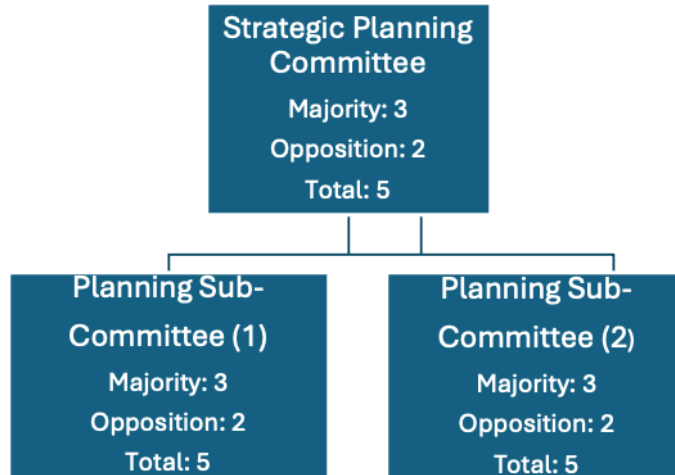 Strategic Planning
Committee
Majority: 3
Opposition: 2
Total: 5
Planning Sub-
Committee (1)
Majority: 3
Opposition: 2
Total: 5
Planning Sub-
Committee (2)
Majority: 3
Opposition: 2
Total: 5